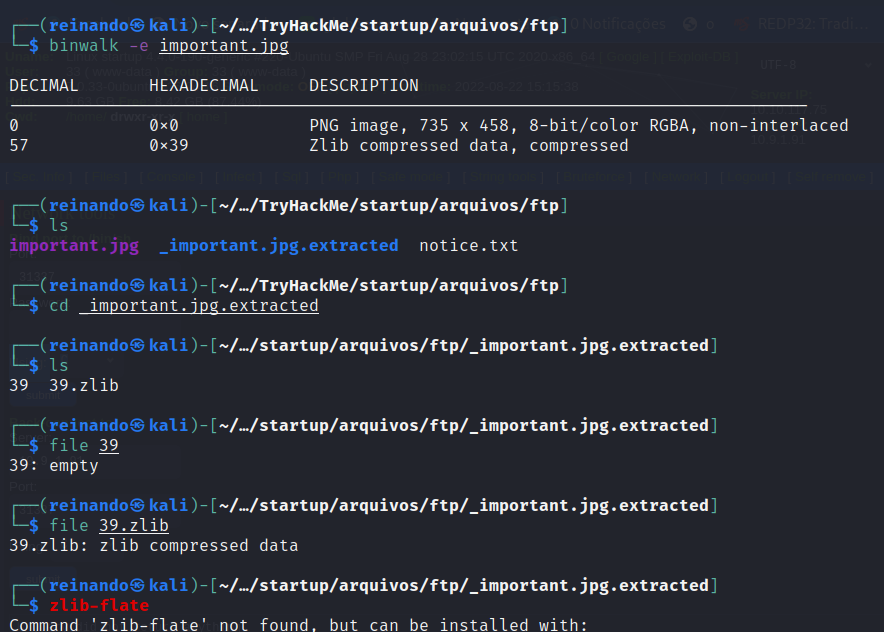 ┌──(reinando㉿kali)-[~/…/TryHackMe/startup/arquivos/ftp]
└─$ binwalk -e important.jpg
DECIMAL       HEXADECIMAL     DESCRIPTION
--------------------------------------------------------------------------------
0             0×0             PNG image, 735 x 458, 8-bit/color RGBA, non-interlaced
57            0×39            Zlib compressed data, compressed
┌──(reinando㉿kali)-[~/…/TryHackMe/startup/arquivos/ftp]
└─$ ls
important.jpg  _important.jpg.extracted  notice.txt
┌──(reinando㉿kali)-[~/…/TryHackMe/startup/arquivos/ftp]
└─$ cd _important.jpg.extracted
┌──(reinando㉿kali)-[~/…/startup/arquivos/ftp/_important.jpg.extracted]
└─$ ls
39  39.zlib
┌──(reinando㉿kali)-[~/…/startup/arquivos/ftp/_important.jpg.extracted]
└─$ file 39
39: empty
┌──(reinando㉿kali)-[~/…/startup/arquivos/ftp/_important.jpg.extracted]
└─$ file 39.zlib
39.zlib: zlib compressed data
┌──(reinando㉿kali)-[~/…/startup/arquivos/ftp/_important.jpg.extracted]
└─$ zlib-flate
Command 'zlib-flate' not found, but can be installed with: